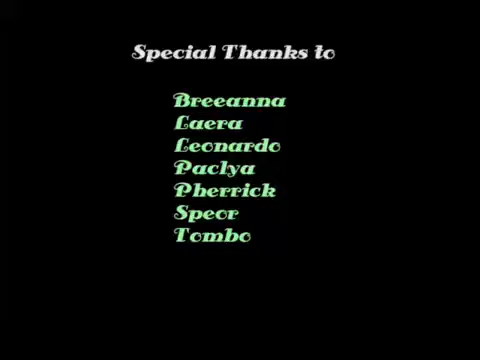 Special Thanks to
Breeanna
Laera
Leonardo
Paclya
Pherrick
Speor
Tombo